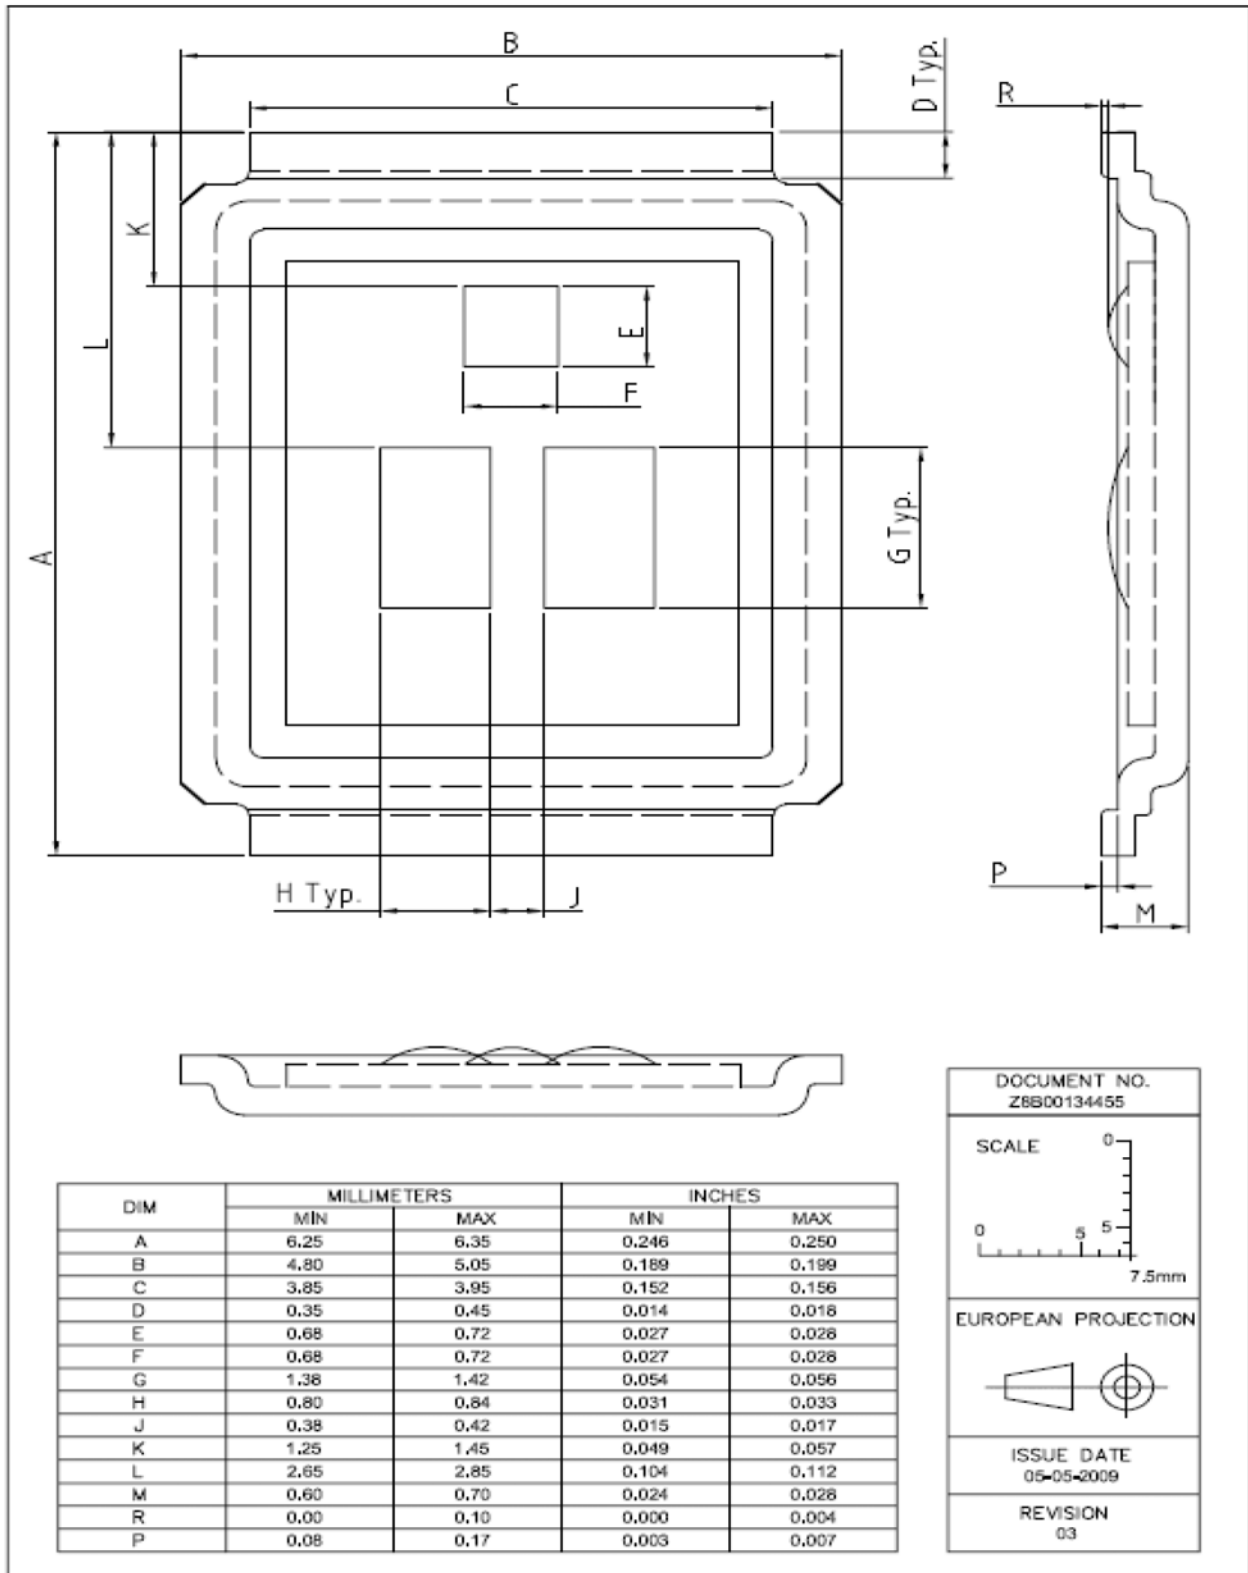 B
C
D Typ.
R
K
L
E
F
A
G Typ.
H Typ.
J
P
M
DIM MILLIMETERS INCHES
MIN MAX MIN MAX
A 6.25 6.35 0.246 0.250
B 4.80 5.05 0.189 0.199
C 3.85 3.95 0.152 0.156
D 0.35 0.45 0.014 0.018
E 0.68 0.72 0.027 0.028
F 0.68 0.72 0.027 0.028
G 1.38 1.42 0.054 0.056
H 0.80 0.84 0.031 0.033
J 0.38 0.42 0.015 0.017
K 1.25 1.45 0.049 0.057
L 2.65 2.85 0.104 0.112
M 0.60 0.70 0.024 0.028
R 0.00 0.10 0.000 0.004
P 0.08 0.17 0.003 0.007
DOCUMENT NO.
Z8B00134455
SCALE 0
0 5 5
7.5mm
EUROPEAN PROJECTION
ISSUE DATE
05-05-2009
REVISION
03